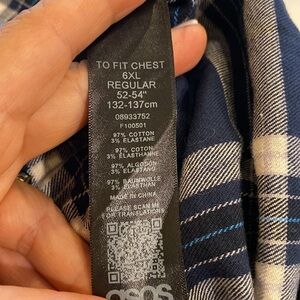 TO FIT CHEST
6XL
REGULAR
52-54"
132-137cm
08933752
F100501
97% COTTON
3% ELASTANE
97% COTON
3% ELASTHANNE
97% ALGODON
3% ELASTANO
97% BAUMWOLLE
3% ELASTHAN
MADE IN CHINA
PLEASE SCAN ME
FOR TRANSLATIONS
asos